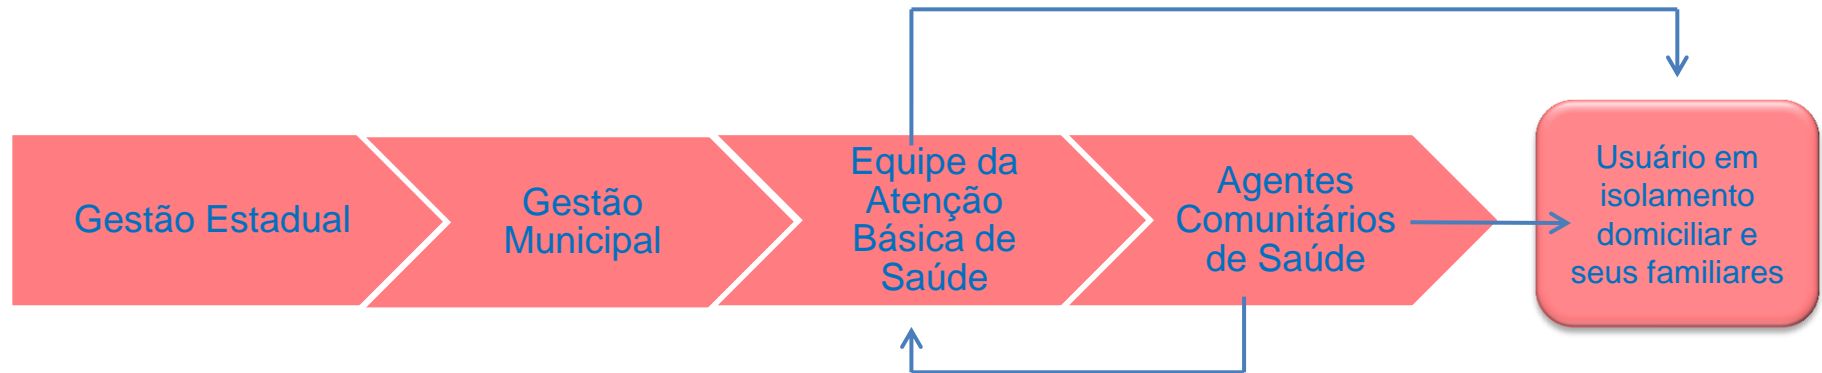 Gestão Estadual
Gestão
Municipal
Equipe da
Atenção
Básica de
Saúde
Agentes
Comunitários
de Saúde
Usuário em
isolamento
domiciliar e
seus familiares